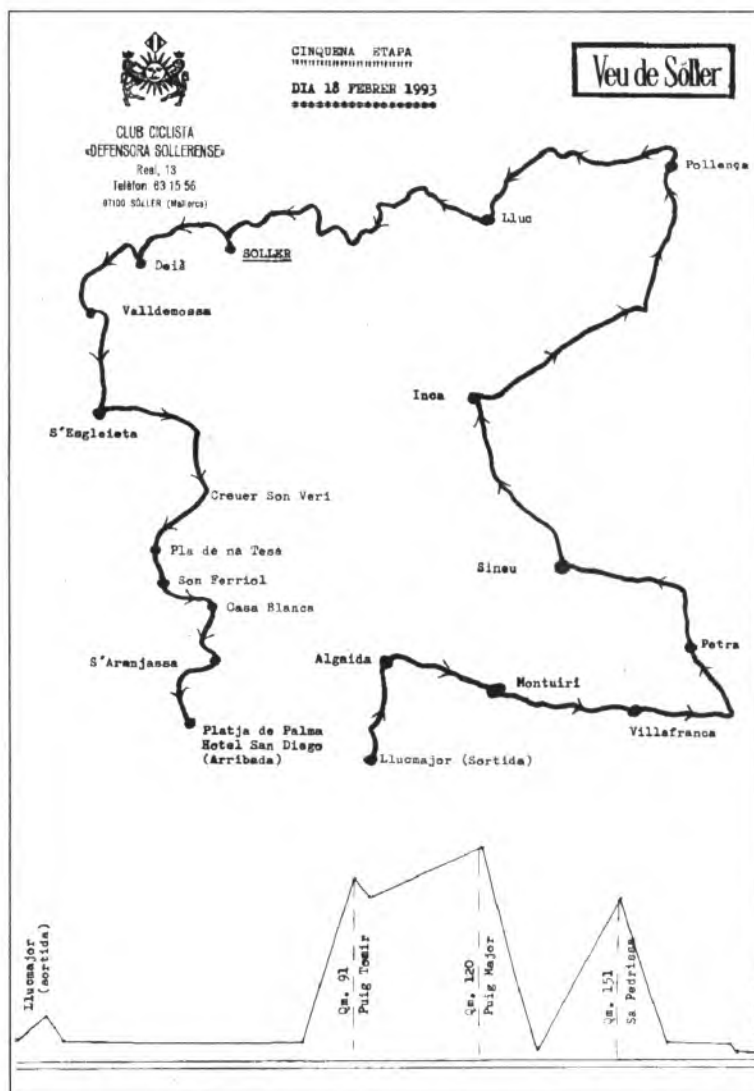 CINQUENA ETAPA
DIA 18 FEBRER 1993
Veu de Sóller
CLUB CICLISTA
«DEFENSORA SOLLERENSE»
Real, 13
Telèfon 63 15 56
07100 SÓLLER (Mallorca)
Pollença
Lluc
SOLLER
Deià
Valldemossa
Inca
S'Esgleieta
Creuer Son Veri
Pla de na Tesa
Sineu
Son Ferriol
Casa Blanca
Petra
S'Aranjassa
Algaida
Montuiri
Villafranca
Platja de Palma
Hotel San Diego
(Arribada)
Llucmajor (Sortida)
Llucmajor
(sortida)
Qm. 91
Puig Tomir
Qm. 120
Puig Major
Qm. 151
Sa Pedrissa